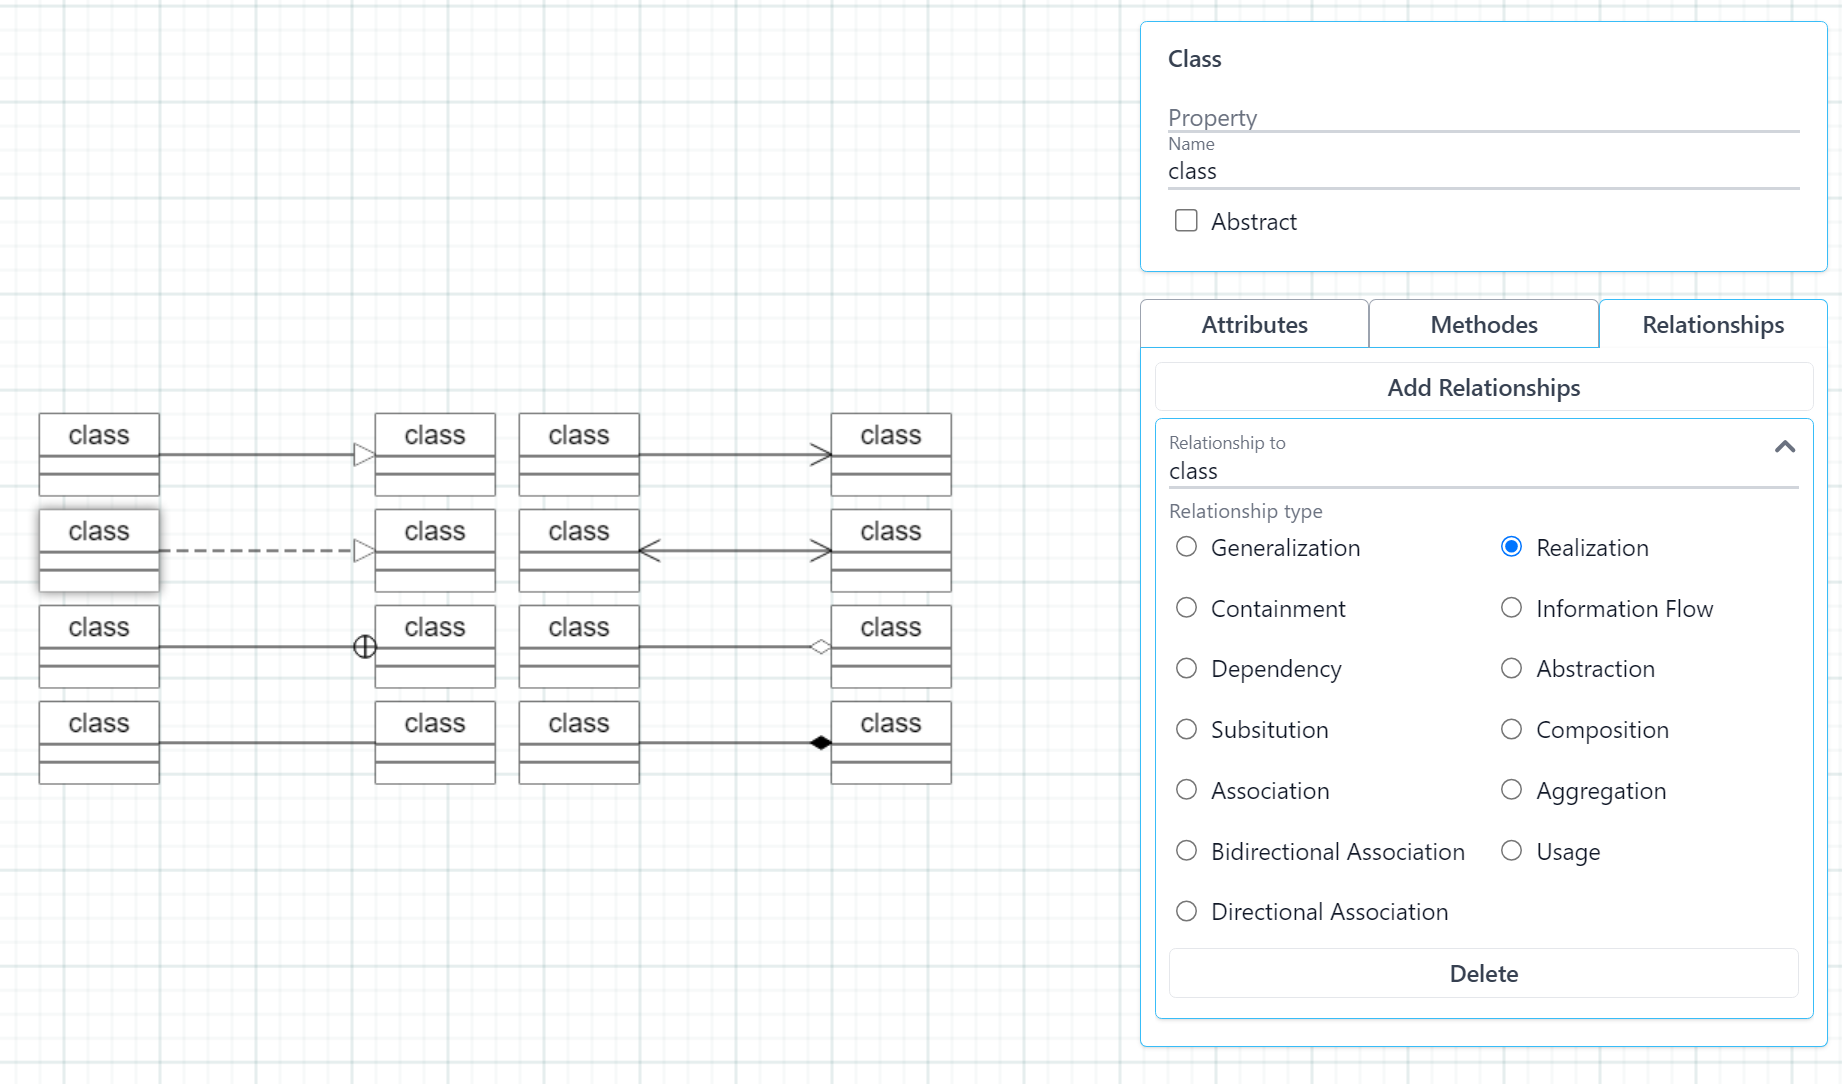 class class class class
class class class class
class class class class
class class class class
Class
Property
Name
class
Abstract
Attributes Methodes Relationships
Add Relationships
Relationship to
class
Relationship type
Generalization Realization
Containment Information Flow
Dependency Abstraction
Subsitution Composition
Association Aggregation
Bidirectional Association Usage
Directional Association
Delete